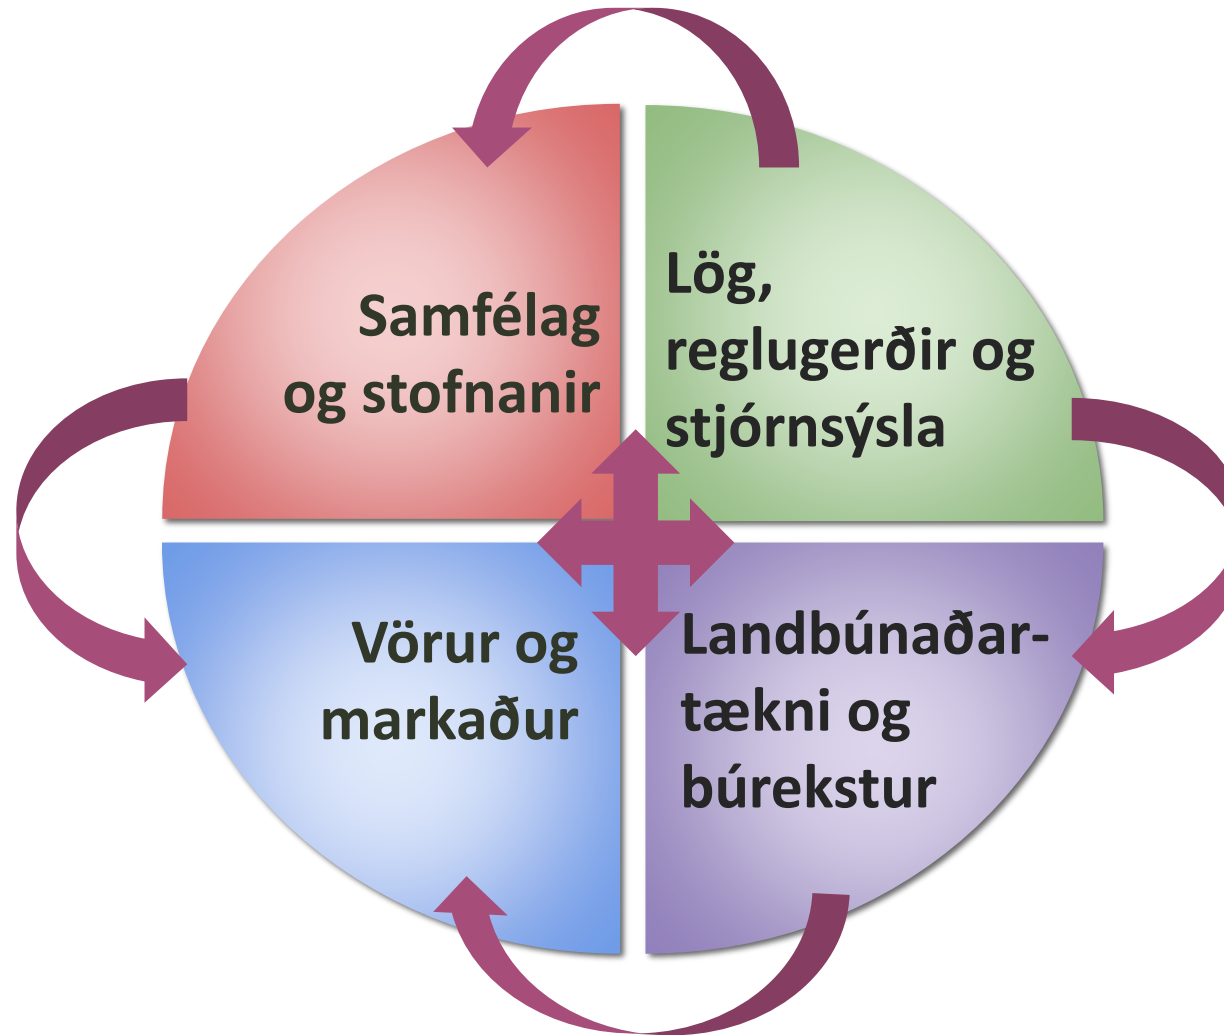 Samfélag
og stofnanir
Lög,
reglugerðir og
stjórnsýsla
Vörur og
markaður
Landbúnaðar-
tækni og
búrekstur